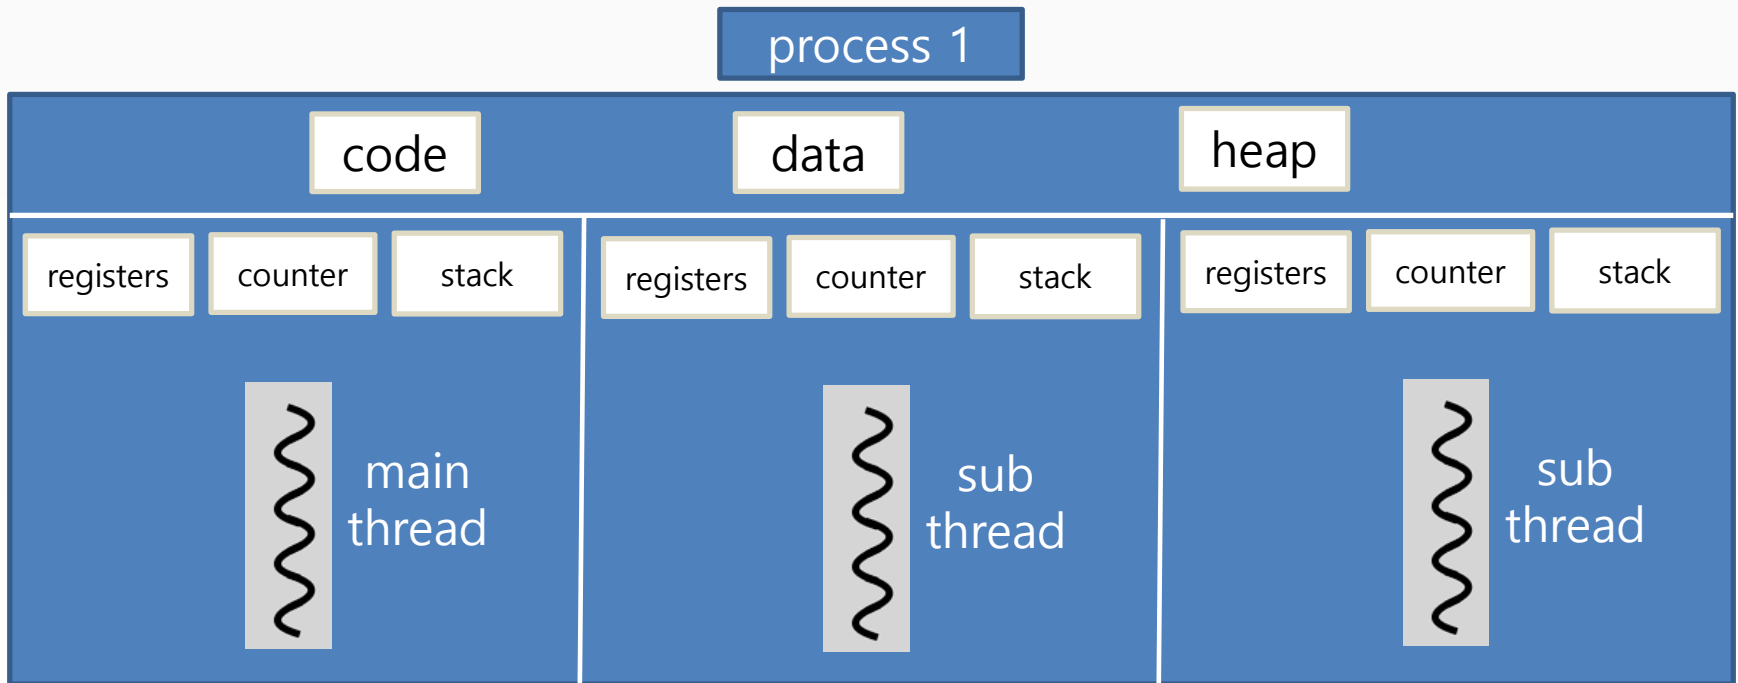 process 1
code
data
heap
registers
counter
stack
registers
counter
stack
registers
counter
stack
main
thread
sub
thread
sub
thread